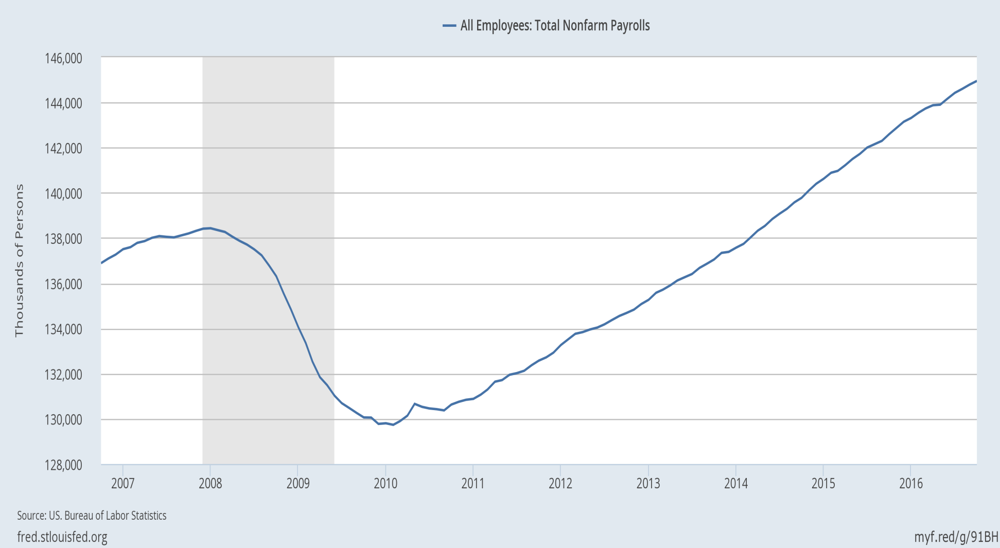 All Employees: Total Nonfarm Payrolls
146,000
144,000
142,000
140,000
138,000
136,000
134,000
132,000
130,000
128,000
Thousands of Persons
2007 2008 2009 2010 2011 2012 2013 2014 2015 2016
Source: US. Bureau of Labor Statistics
fred.stlouisfed.org
myf.red/g/91BH